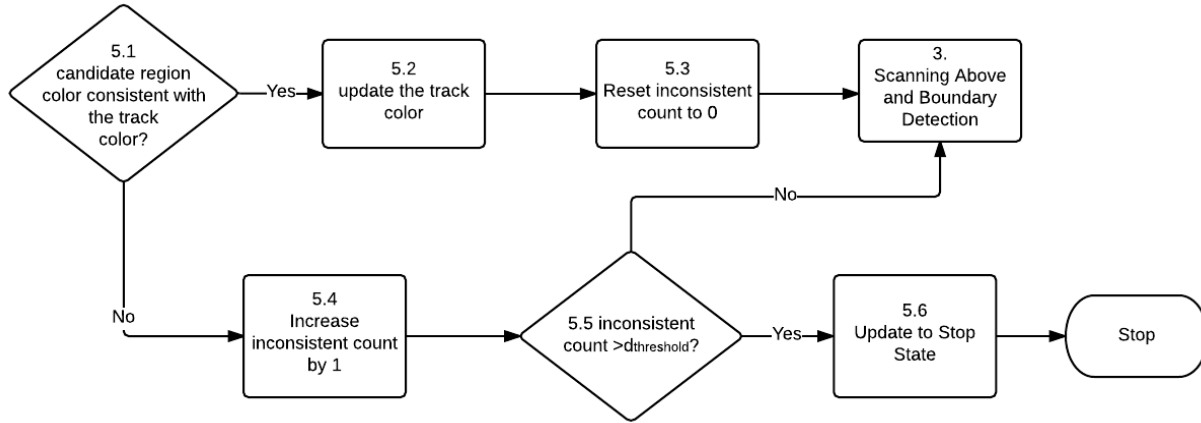 5.1
candidate region
color consistent with
the track
color?
Yes
5.2
update the track
color
5.3
Reset inconsistent
count to 0
3.
Scanning Above
and Boundary
Detection
No
No
5.4
Increase
inconsistent count
by 1
5.5 inconsistent
count >dthreshold?
Yes
5.6
Update to Stop
State
Stop